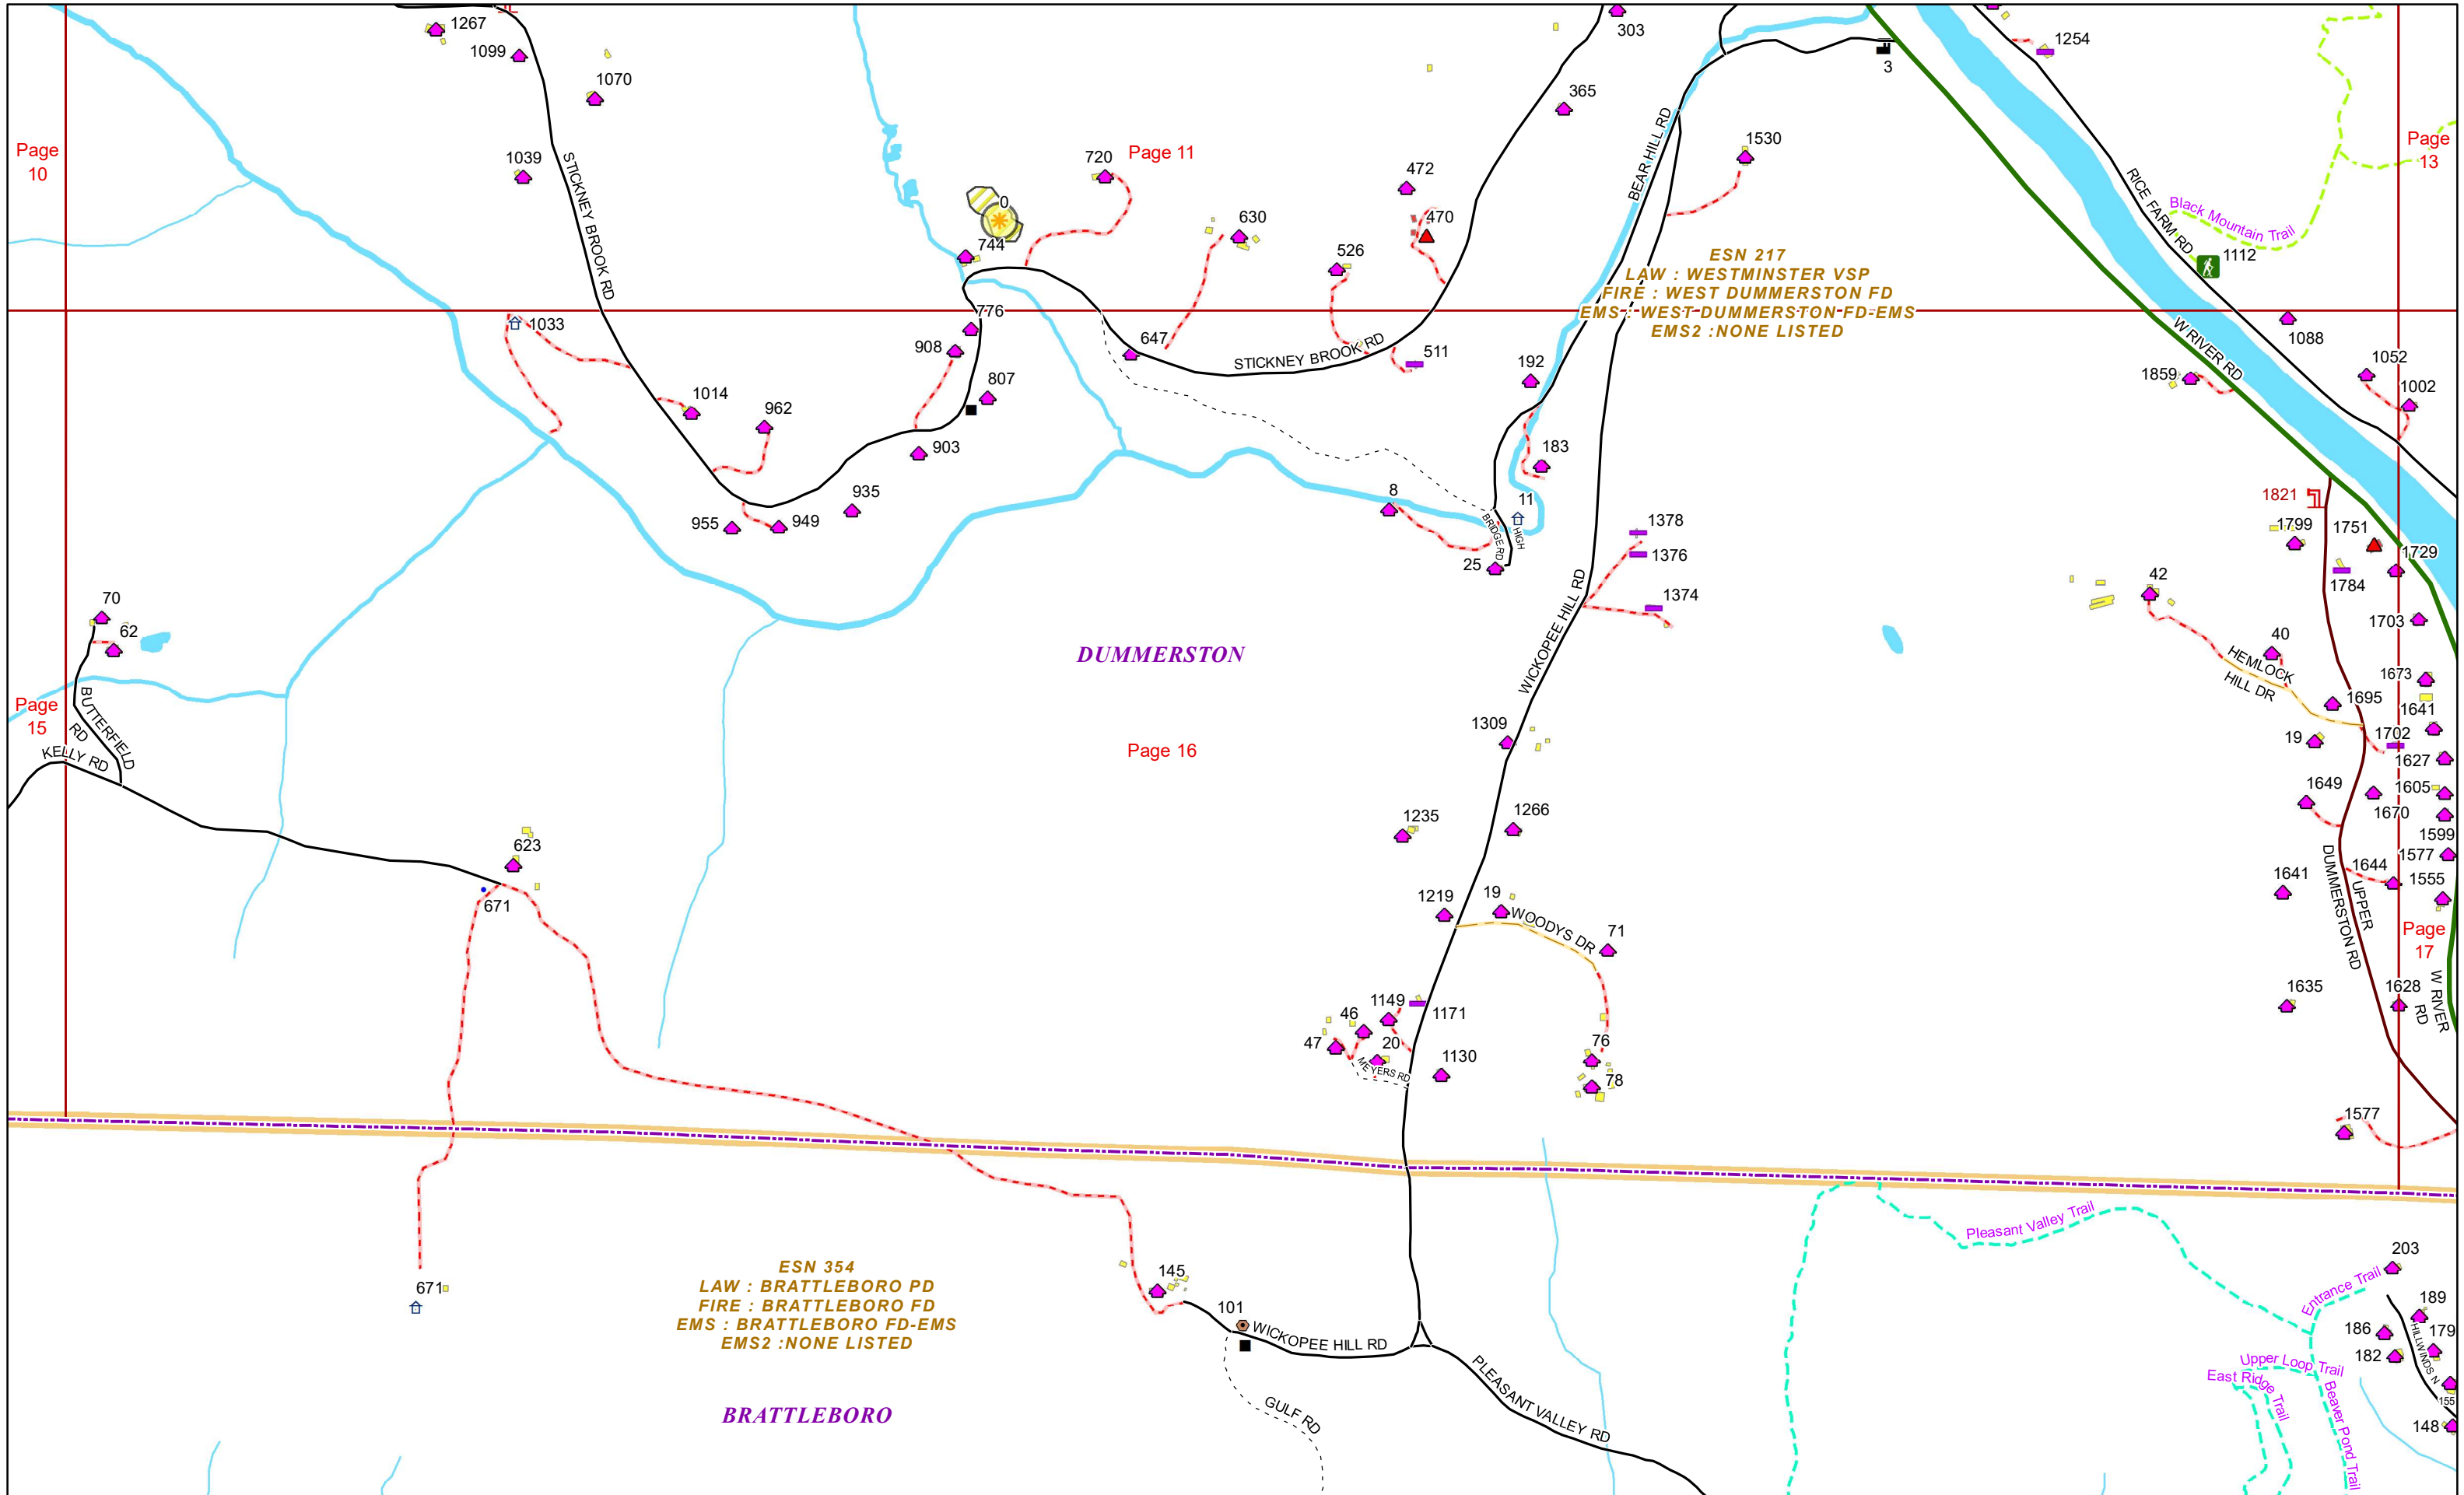 1267
1099
1070
303
1254
3
365
Page
10
Page
13
1039
STICKNEY BROOK RD
720
Page 11
472
BEAR HILL RD
1530
RICE FARM RD
Black Mountain Trail
0
744
630
470
526
1112
ESN 217
LAW : WESTMINSTER VSP
FIRE : WEST DUMMERSTON FD
EMS : WEST DUMMERSTON FD-EMS
EMS2 :NONE LISTED
1033
776
908
647
STICKNEY BROOK RD
511
192
W RIVER RD
1088
1859
1052
1002
807
1014
962
903
183
935
955
949
8
11
BRIDGE RD
HIGH
25
1378
1376
1374
1821
1799
1751
1729
1784
42
70
62
DUMMERSTON
WICKOPEE HILL RD
1703
40
HEMLOCK
HILL DR
1673
1695
1641
Page
15
BUTTERFIELD
RD
KELLY RD
Page 16
1309
19
1702
1627
1649
1605
1670
1235
1266
1599
623
671
1577
1644
1555
1641
UPPER
DUMMERSTON RD
1219
19
WOODYS DR
71
Page
17
W RIVER
RD
1635
1628
1149
1171
46
47
20
MEYERS RD
1130
76
78
1577
Pleasant Valley Trail
671
ESN 354
LAW : BRATTLEBORO PD
FIRE : BRATTLEBORO FD
EMS : BRATTLEBORO FD-EMS
EMS2 :NONE LISTED
145
101
WICKOPEE HILL RD
203
Entrance Trail
189
186
179
182
HILLWINDS N
Upper Loop Trail
East Ridge Trail
Beaver Pond Trail
155
148
PLEASANT VALLEY RD
GULF RD
BRATTLEBORO